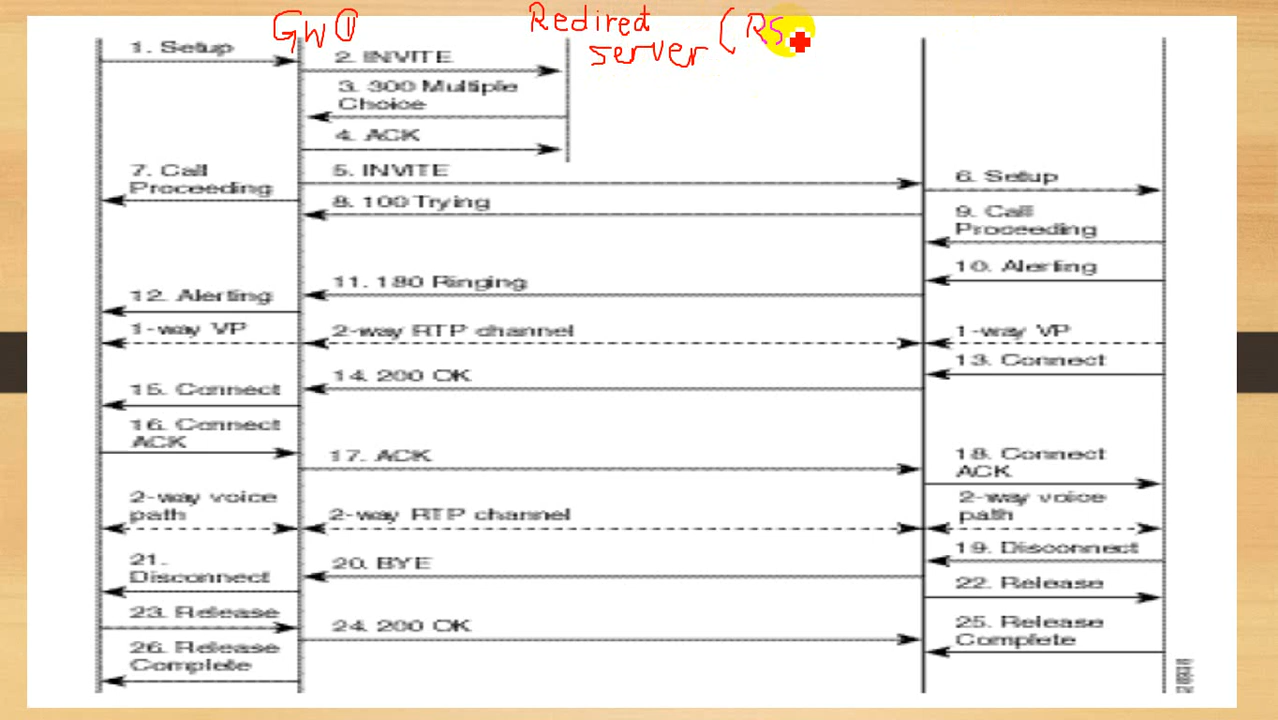 GW ①
Redired
server (RS
1. Setup
2. INVITE
3. 300 Multiple
Choice
4. ACK
7. Call
Proceeding
5. INVITE
6. Setup
8. 100 Trying
9. Call
Proceeding
10. Alerting
11. 180 Ringing
12. Alerting
1-way VP
2-way RTP channel
1-way VP
13. Connect
14. 200 OK
15. Connect
16. Connect
ACK
17. ACK
18. Connect
ACK
2-way voice
path
2-way RTP channel
2-way voice
path
19. Disconnect
20. BYE
21.
Disconnect
22. Release
23. Release
24. 200 OK
25. Release
Complete
26. Release
Complete